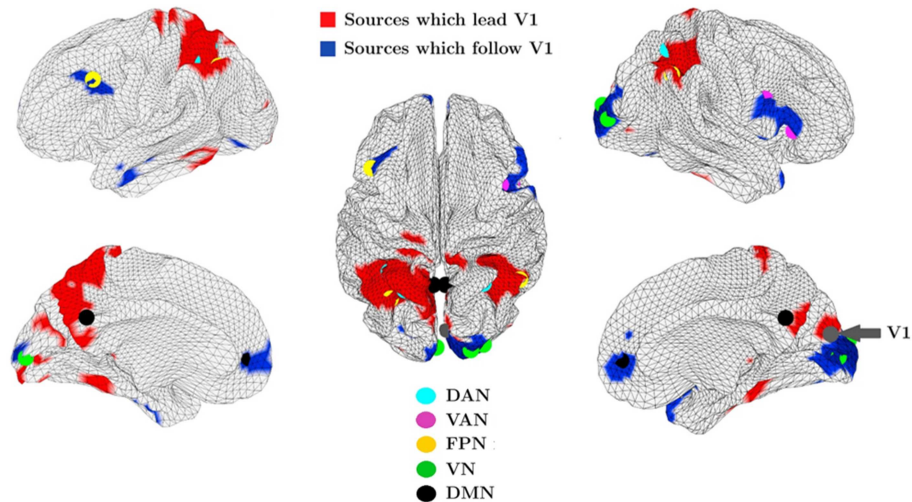 Sources which lead V1
Sources which follow V1
V1
DAN
VAN
FPN
VN
DMN